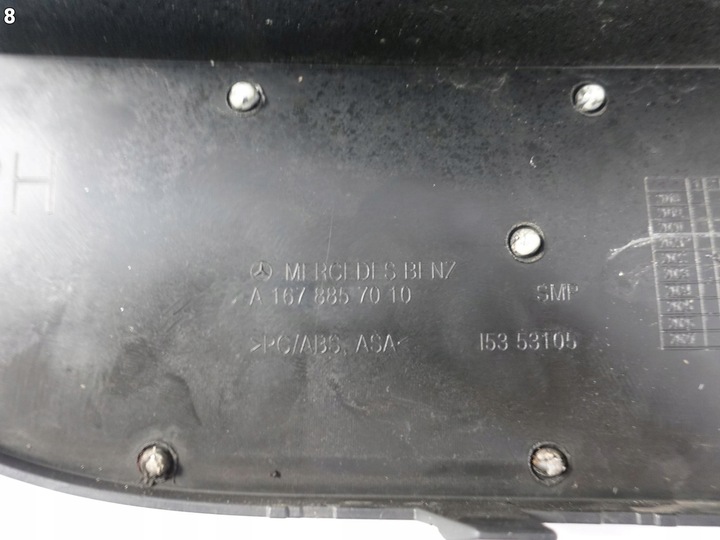 8
H
MERCEDES BENZ
A 167 885 70 10
SMP
>PC/ABS, ASA<
153 53105